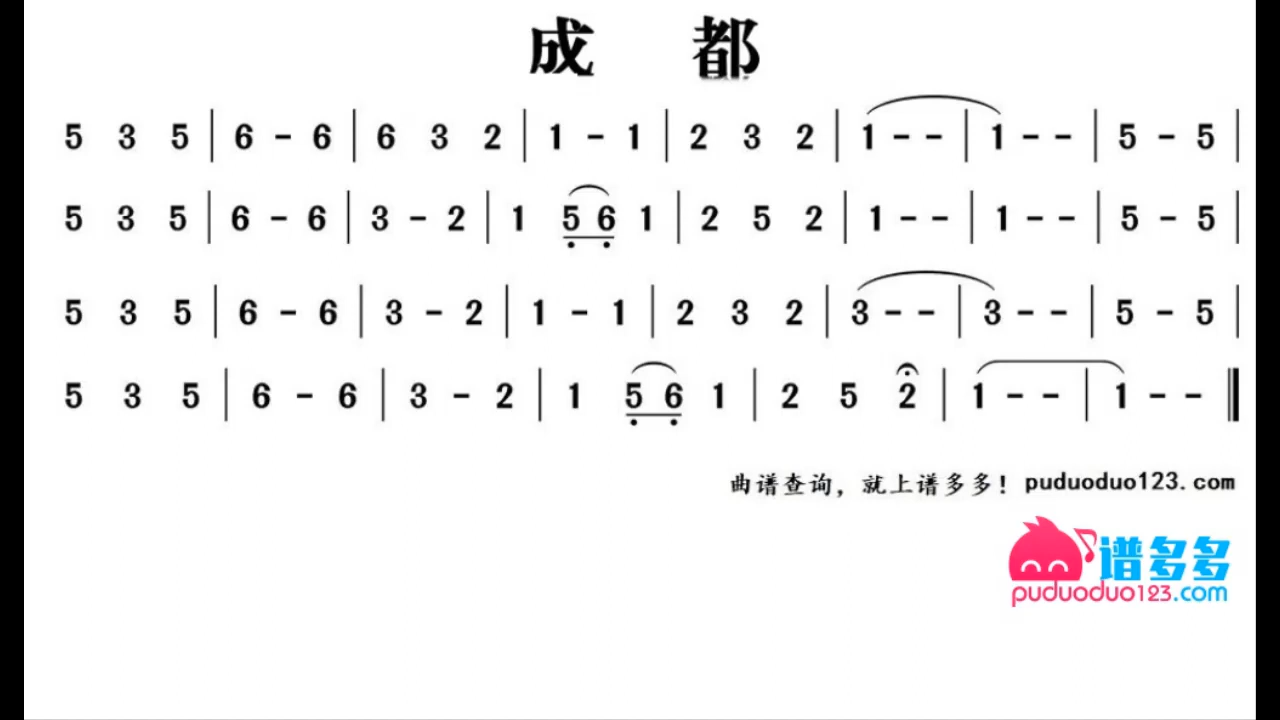 成 都
5 3 5 | 6 - 6 | 6 3 2 | 1 - 1 | 2 3 2 | 1 - - | 1 - - | 5 - 5 |
5 3 5 | 6 - 6 | 3 - 2 | 1 5 6 1 | 2 5 2 | 1 - - | 1 - - | 5 - 5 |
5 3 5 | 6 - 6 | 3 - 2 | 1 - 1 | 2 3 2 | 3 - - | 3 - - | 5 - 5 |
5 3 5 | 6 - 6 | 3 - 2 | 1 5 6 1 | 2 5 2 | 1 - - | 1 - - ||
曲谱查询，就上谱多多！puduoduo123.com
谱多多
puduoduo123.com